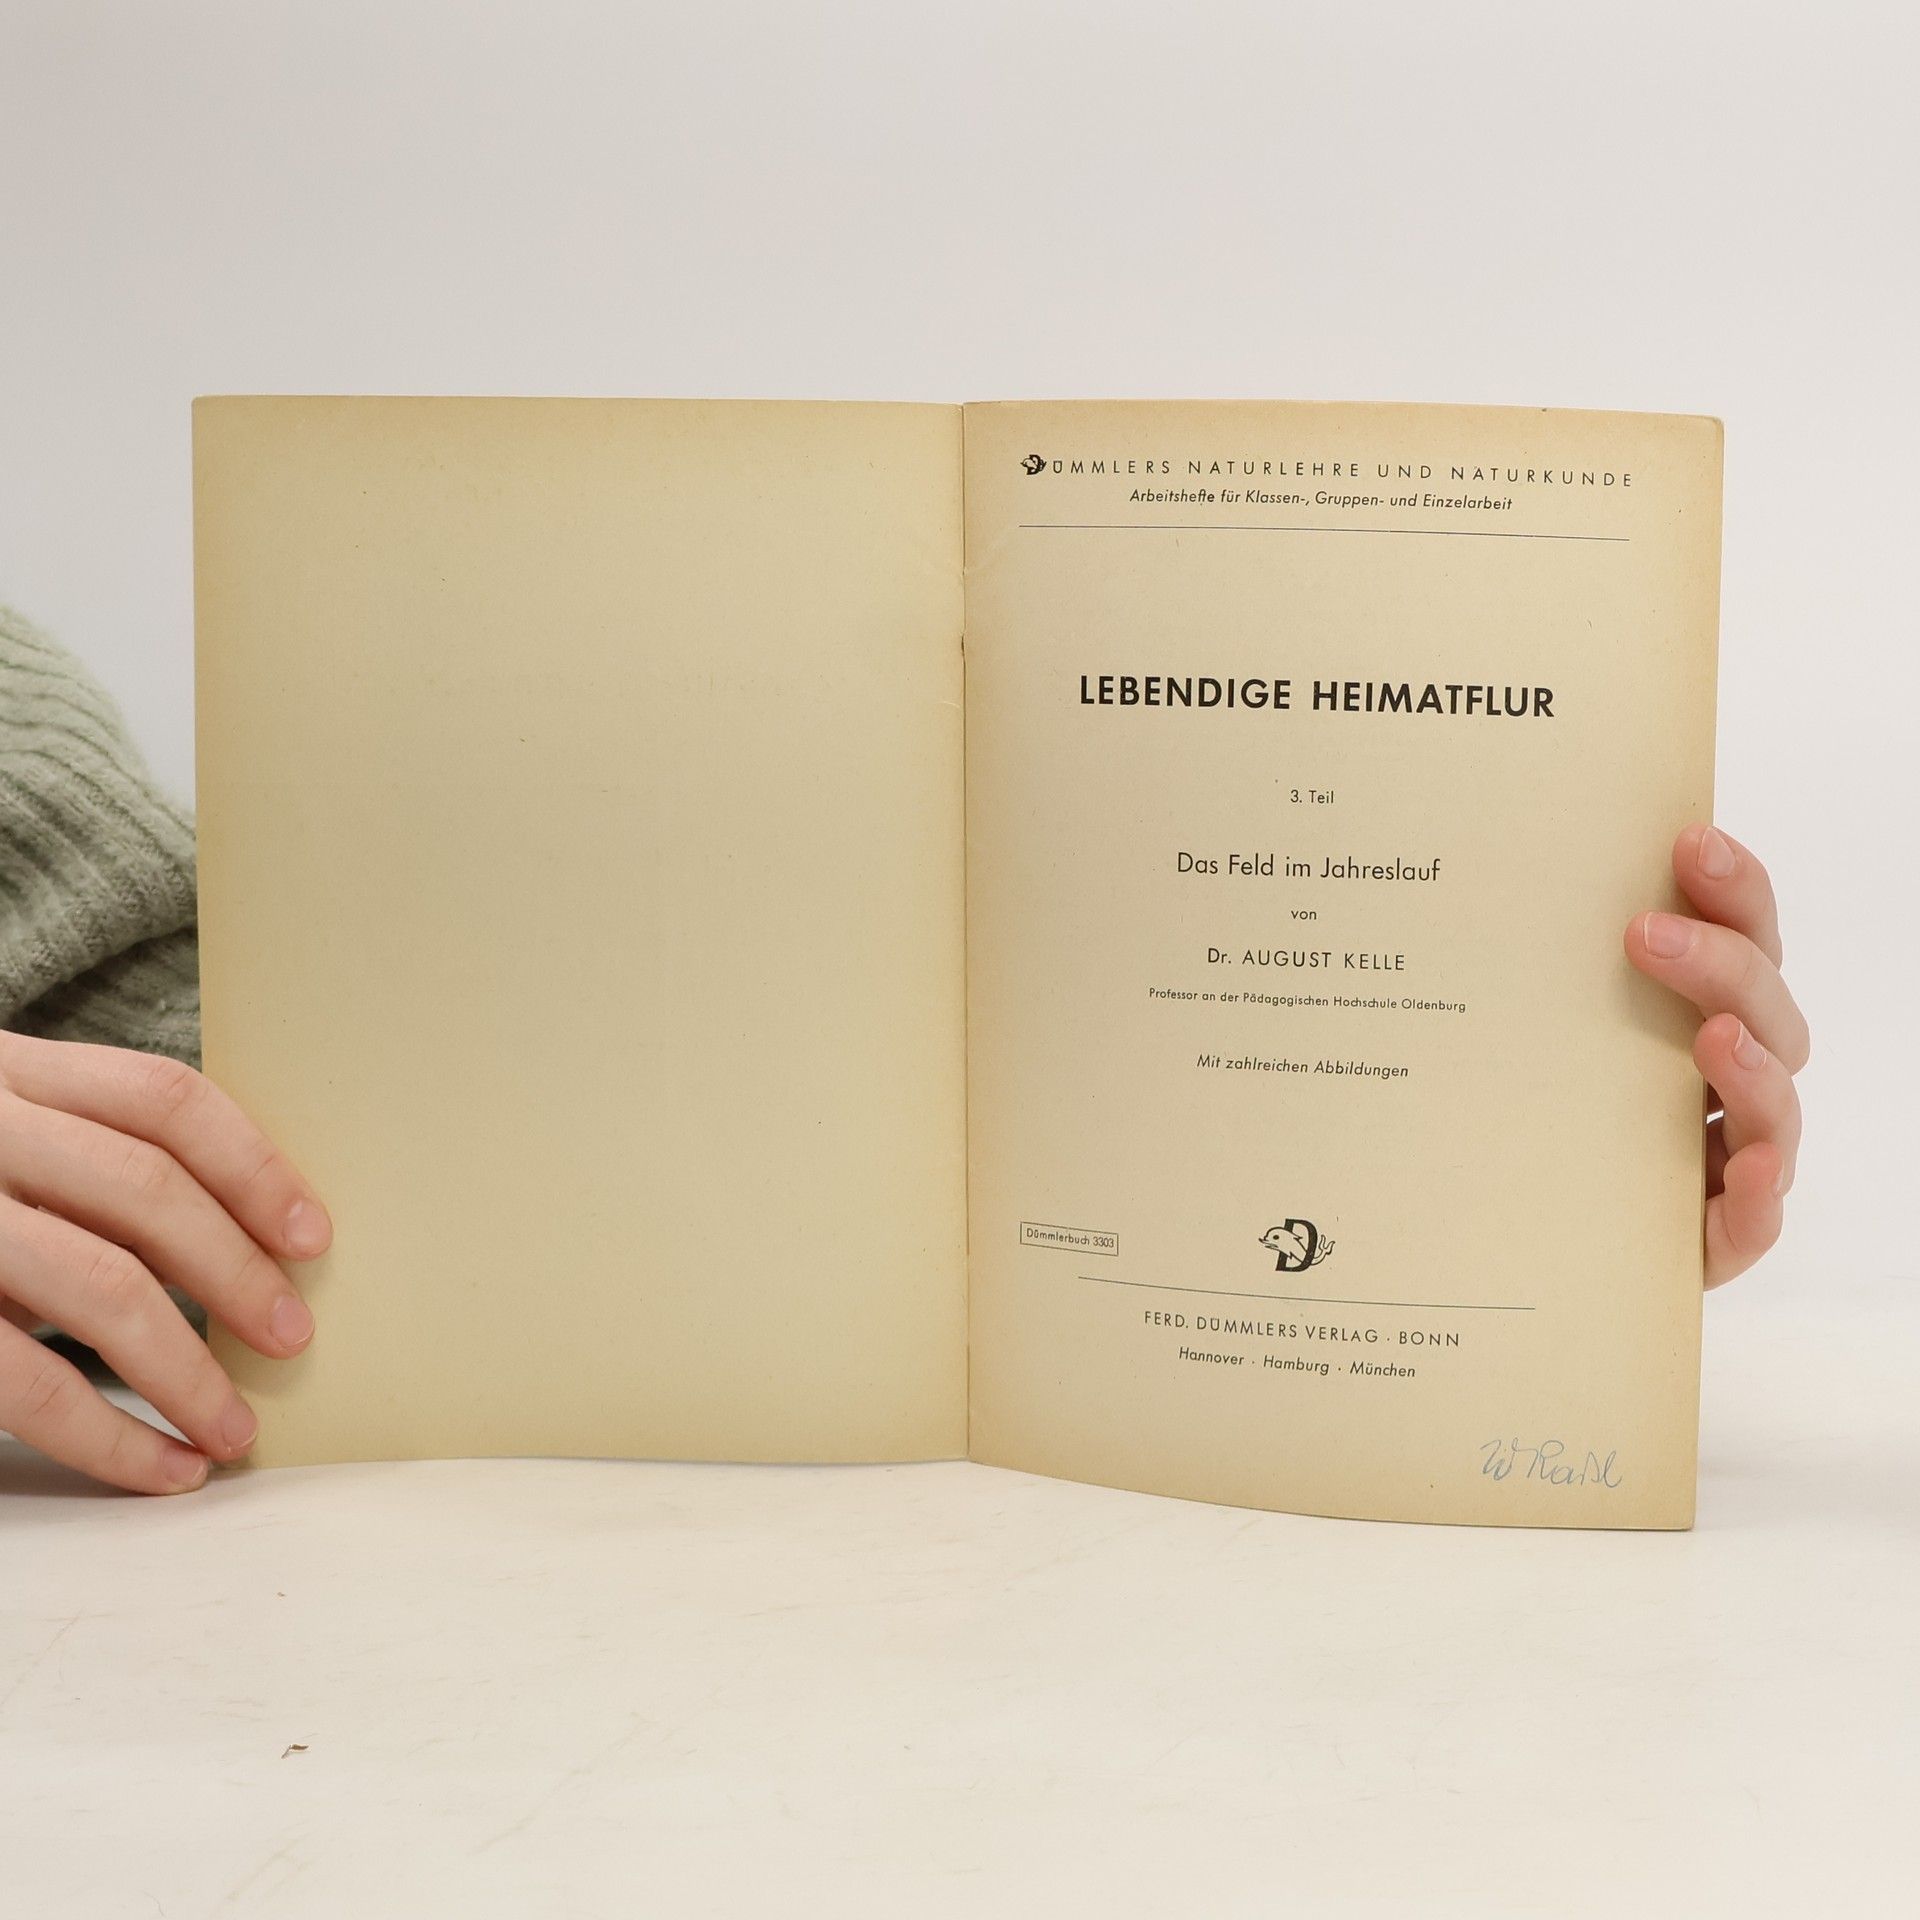 DÜMMLERS NATURLEHRE UND NATURKUNDE
Arbeitshefte für Klassen-, Gruppen- und Einzelarbeit
LEBENDIGE HEIMATFLUR
3. Teil
Das Feld im Jahreslauf
von
Dr. AUGUST KELLE
Professor an der Pädagogischen Hochschule Oldenburg
Mit zahlreichen Abbildungen
Dümmlerbuch 3303
D
FERD. DÜMMLERS VERLAG · BONN
Hannover · Hamburg · München